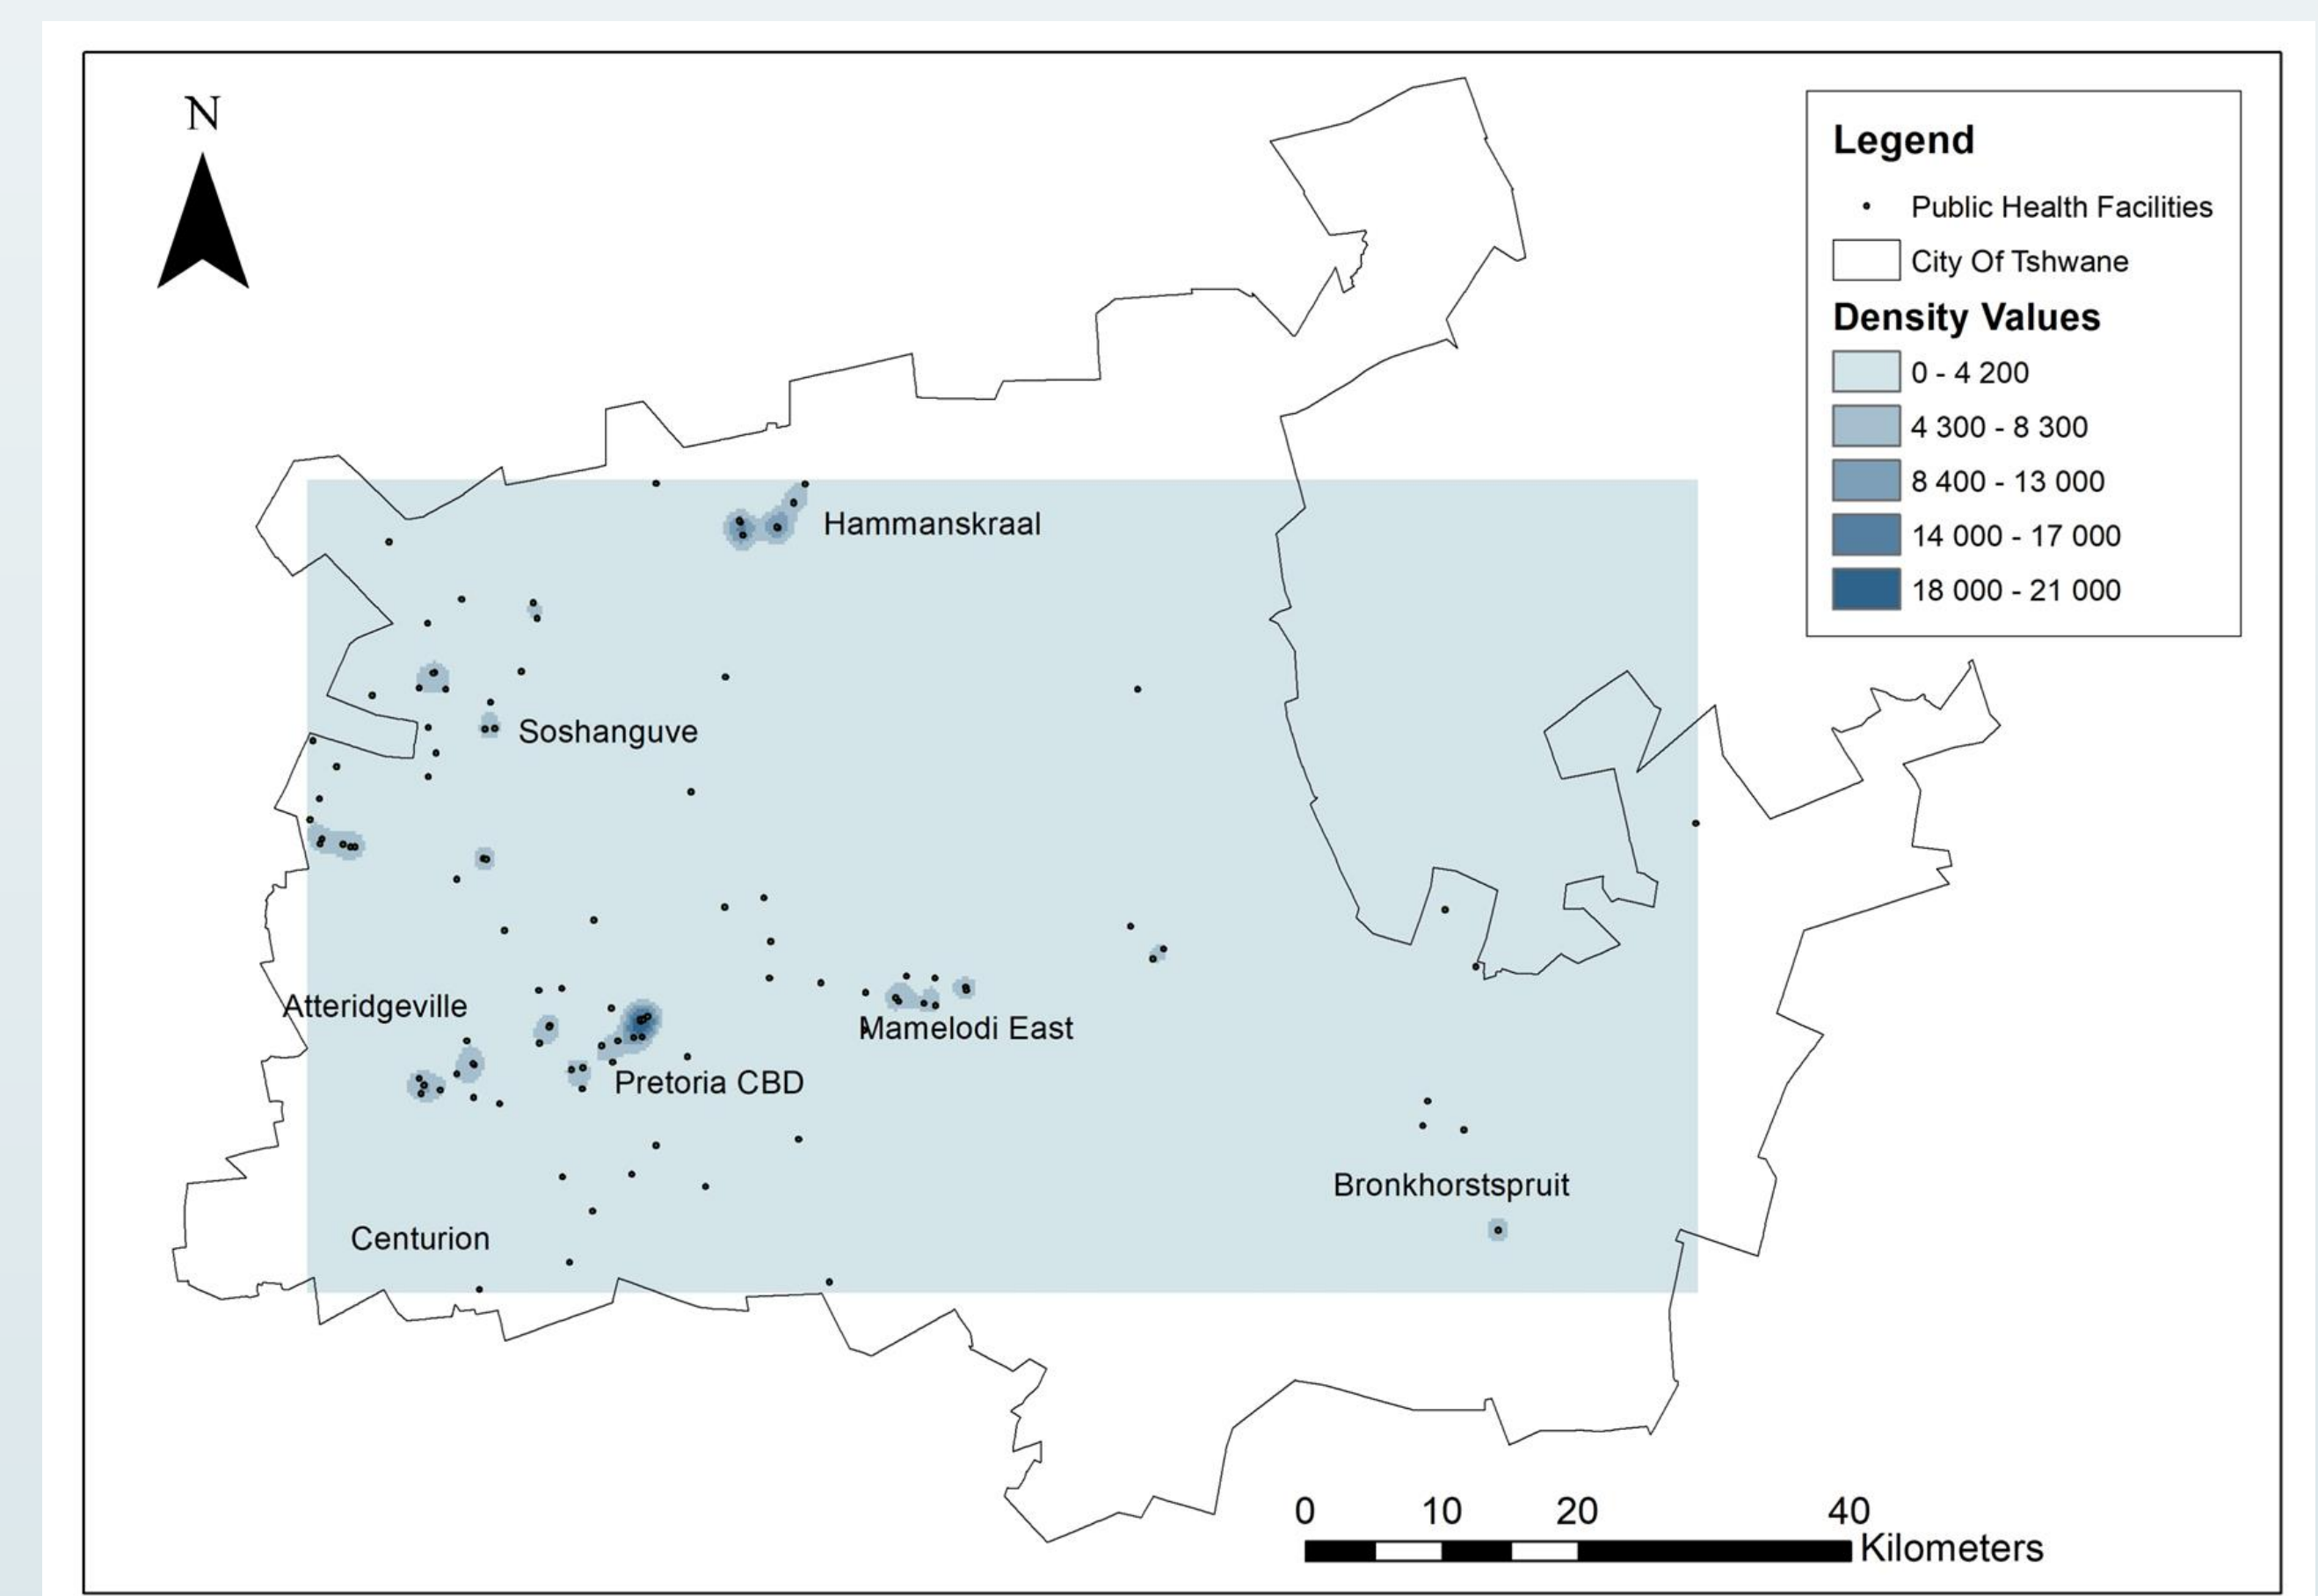 N
Legend
Public Health Facilities
City Of Tshwane
Density Values
0 - 4 200
4 300 - 8 300
8 400 - 13 000
14 000 - 17 000
18 000 - 21 000
Hammanskraal
Soshanguve
Atteridgeville
Mamelodi East
Pretoria CBD
Bronkhorstspruit
Centurion
0 10 20 40
Kilometers